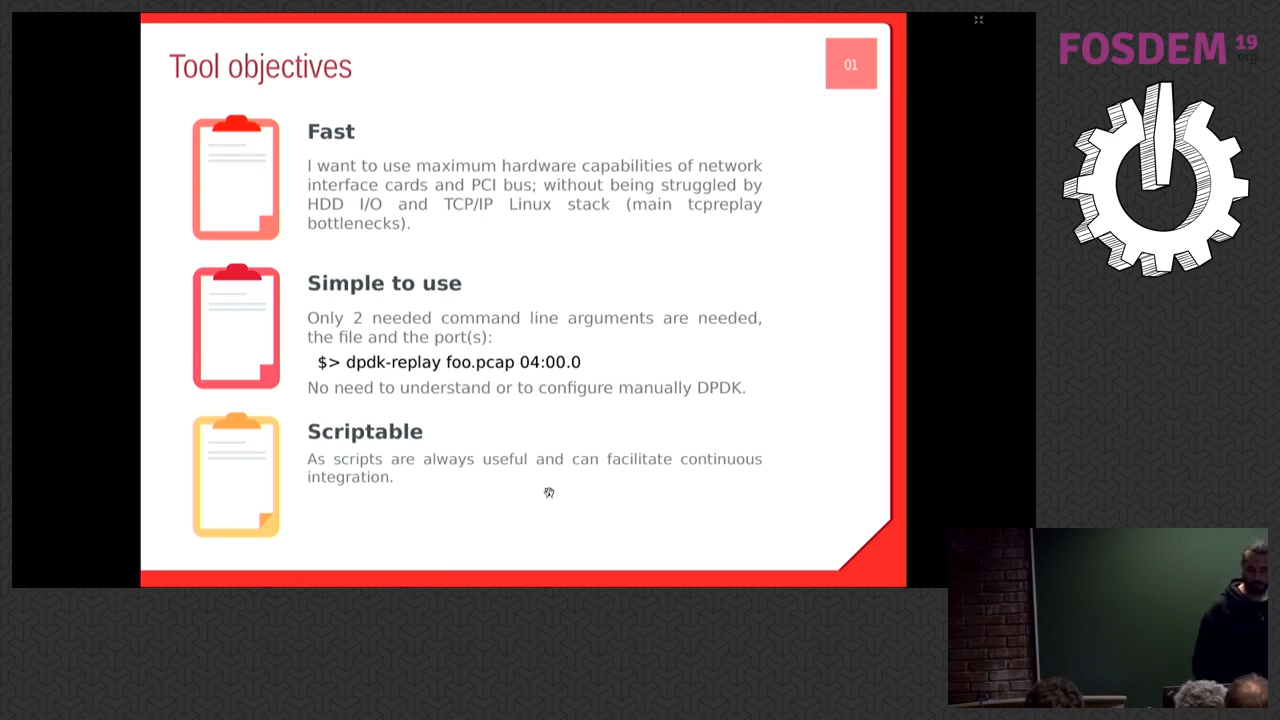 Tool objectives
01
Fast
I want to use maximum hardware capabilities of network
interface cards and PCI bus; without being struggled by
HDD I/O and TCP/IP Linux stack (main tcpreplay
bottlenecks).
Simple to use
Only 2 needed command line arguments are needed,
the file and the port(s):
$> dpdk-replay foo.pcap 04:00.0
No need to understand or to configure manually DPDK.
Scriptable
As scripts are always useful and can facilitate continuous
integration.
FOSDEM 19
.org